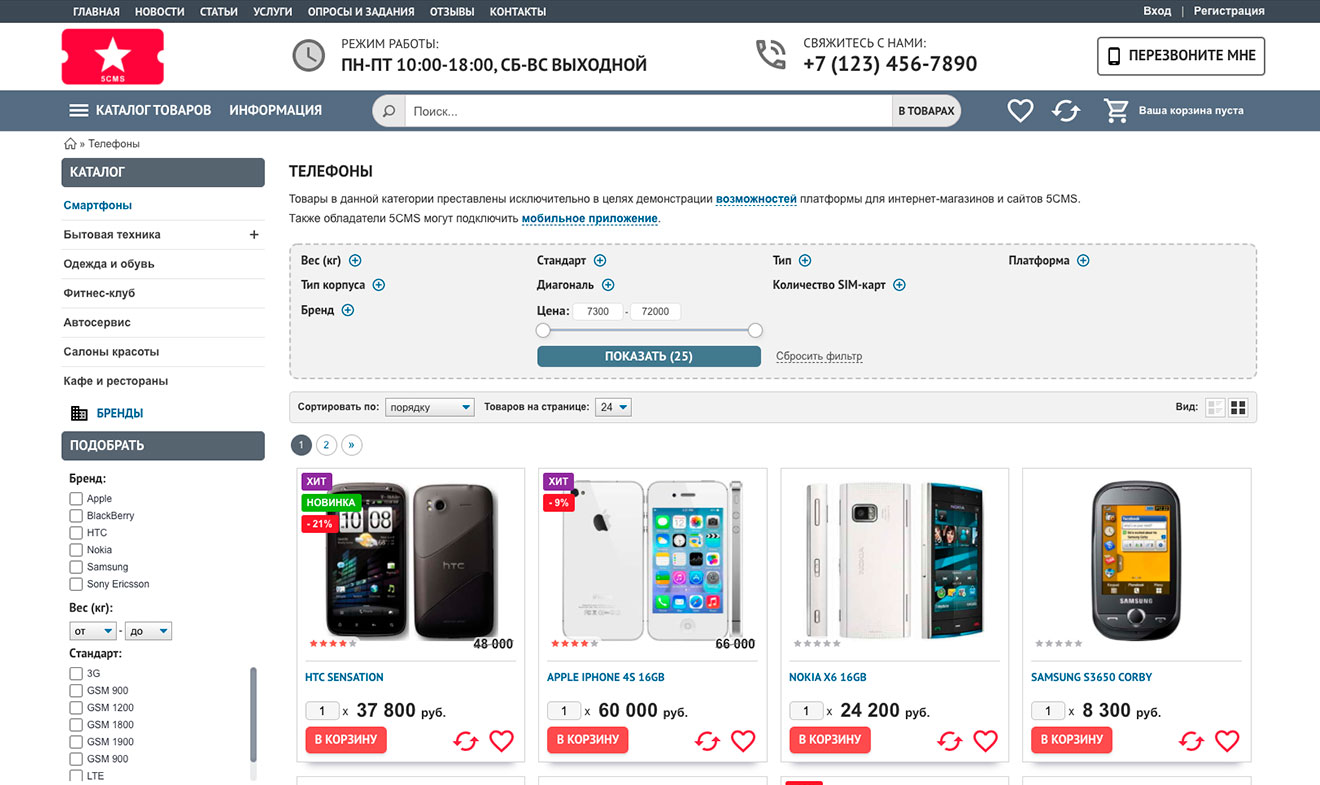 ГЛАВНАЯ НОВОСТИ СТАТЬИ УСЛУГИ ОПРОСЫ И ЗАДАНИЯ ОТЗЫВЫ КОНТАКТЫ Вход | Регистрация
5CMS
РЕЖИМ РАБОТЫ:
ПН-ПТ 10:00-18:00, СБ-ВС ВЫХОДНОЙ
СВЯЖИТЕСЬ С НАМИ:
+7 (123) 456-7890
ПЕРЕЗВОНИТЕ МНЕ
КАТАЛОГ ТОВАРОВ ИНФОРМАЦИЯ Поиск... В ТОВАРАХ Ваша корзина пуста
» Телефоны
КАТАЛОГ
Смартфоны
Бытовая техника +
Одежда и обувь
Фитнес-клуб
Автосервис
Салоны красоты
Кафе и рестораны
БРЕНДЫ
ПОДОБРАТЬ
Бренд:
Apple
BlackBerry
HTC
Nokia
Samsung
Sony Ericsson
Вес (кг):
от - до
Стандарт:
3G
GSM 900
GSM 1200
GSM 1800
GSM 1900
GSM 900
LTE
ТЕЛЕФОНЫ
Товары в данной категории преставлены исключительно в целях демонстрации возможностей платформы для интернет-магазинов и сайтов 5CMS.
Также обладатели 5CMS могут подключить мобильное приложение.
Вес (кг) Стандарт Тип Платформа
Тип корпуса Диагональ Количество SIM-карт
Бренд Цена: 7300 - 72000
ПОКАЗАТЬ (25) Сбросить фильтр
Сортировать по: порядку Товаров на странице: 24 Вид:
1 2 »
ХИТ
НОВИНКА
- 21%
10 08
hTC
48 000
HTC SENSATION
1 x 37 800 руб.
В КОРЗИНУ
ХИТ
- 9%
66 000
APPLE IPHONE 4S 16GB
1 x 60 000 руб.
В КОРЗИНУ
NOKIA
NOKIA
NOKIA X6 16GB
1 x 24 200 руб.
В КОРЗИНУ
SAMSUNG
SAMSUNG S3650 CORBY
1 x 8 300 руб.
В КОРЗИНУ